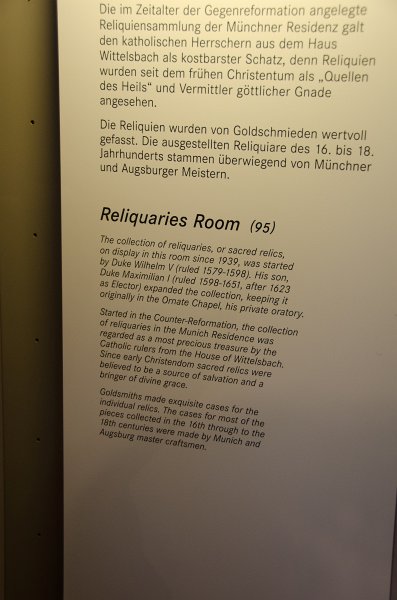 Die im Zeitalter der Gegenreformation angelegte
Reliquiensammlung der Münchner Residenz galt
den katholischen Herrschern aus dem Haus
Wittelsbach als kostbarster Schatz, denn Reliquien
wurden seit dem frühen Christentum als „Quellen
des Heils“ und Vermittler göttlicher Gnade
angesehen.
Die Reliquien wurden von Goldschmieden wertvoll
gefasst. Die ausgestellten Reliquiare des 16. bis 18.
Jahrhunderts stammen überwiegend von Münchner
und Augsburger Meistern.
Reliquaries Room (95)
The collection of reliquaries, or sacred relics,
on display in this room since 1939, was started
by Duke Wilhelm V (ruled 1579-1598). His son,
Duke Maximilian I (ruled 1598-1651, after 1623
as Elector) expanded the collection, keeping it
originally in the Ornate Chapel, his private oratory.
Started in the Counter-Reformation, the collection
of reliquaries in the Munich Residence was
regarded as a most precious treasure by the
Catholic rulers from the House of Wittelsbach.
Since early Christendom sacred relics were
believed to be a source of salvation and a
bringer of divine grace.
Goldsmiths made exquisite cases for the
individual relics. The cases for most of the
pieces collected in the 16th through to the
18th centuries were made by Munich and
Augsburg master craftsmen.